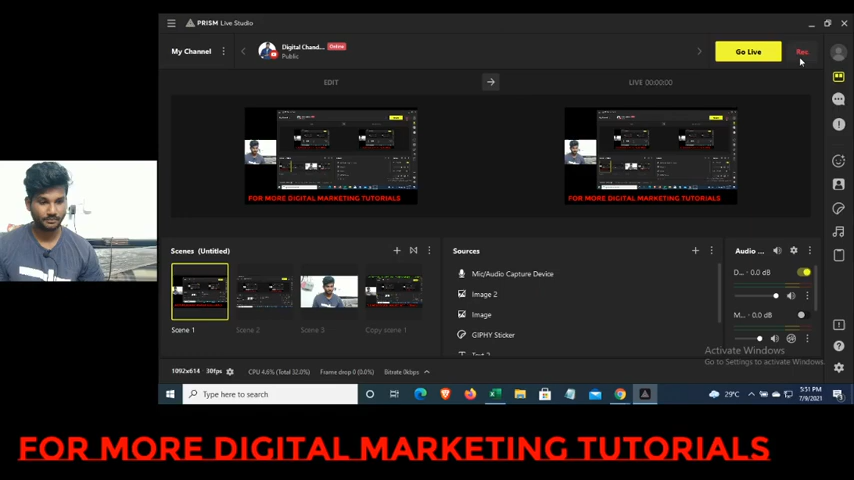 PRISM Live Studio
My Channel
Digital Chand...
Online
Public
Go Live
Rec
EDIT
LIVE 00:00:00
FOR MORE DIGITAL MARKETING TUTORIALS
FOR MORE DIGITAL MARKETING TUTORIALS
Scenes (Untitled)
Scene 1
Scene 2
Scene 3
Copy scene 1
Sources
Mic/Audio Capture Device
Image 2
Image
GIPHY Sticker
Text 2
Audio ...
D... · 0.0 dB
M... · 0.0 dB
Activate Windows
Go to Settings to activate Windows.
1092x614
30fps
CPU 4.6% (Total 32.0%)
Frame drop 0 (0.0%)
Bitrate 0kbps
Type here to search
29°C
5:51 PM
7/9/2021
3
FOR MORE DIGITAL MARKETING TUTORIALS